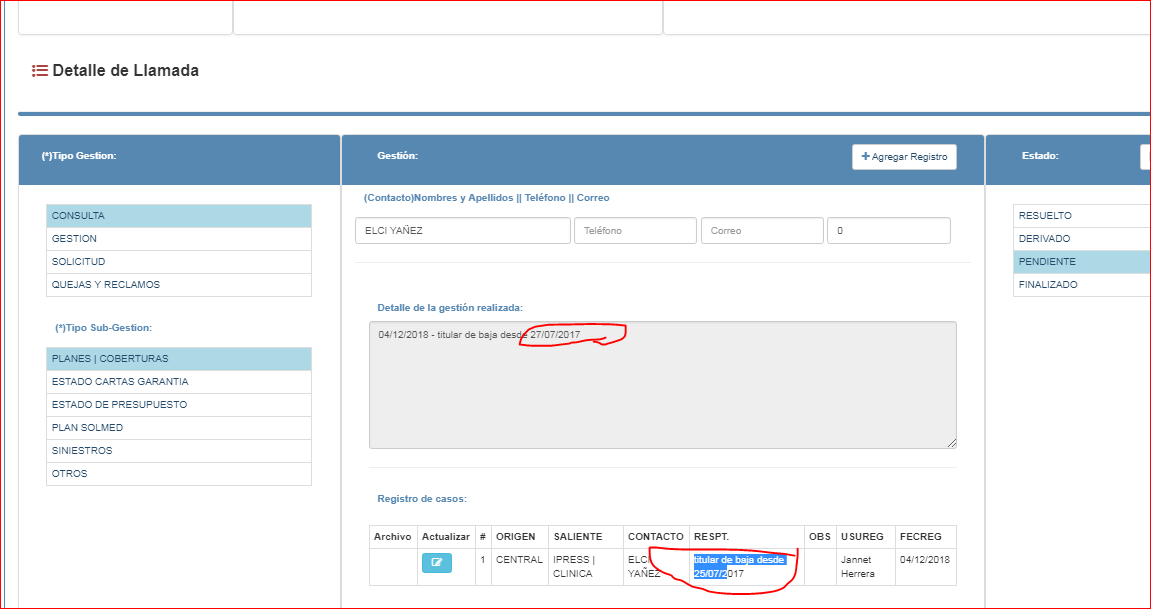 Detalle de Llamada
(*)Tipo Gestion:
CONSULTA
GESTION
SOLICITUD
QUEJAS Y RECLAMOS
(*)Tipo Sub-Gestion:
PLANES | COBERTURAS
ESTADO CARTAS GARANTIA
ESTADO DE PRESUPUESTO
PLAN SOLMED
SINIESTROS
OTROS
Gestión:
Agregar Registro
(Contacto)Nombres y Apellidos || Teléfono || Correo
ELCI YAÑEZ Teléfono Correo 0
Detalle de la gestión realizada:
04/12/2018 - titular de baja desde 27/07/2017
Registro de casos:
Archivo Actualizar # ORIGEN SALIENTE CONTACTO RESPT. OBS USUREG FECREG
1 CENTRAL IPRESS | ELCI titular de baja desde Jannet 04/12/2018
CLINICA YAÑEZ 25/07/2017 Herrera
Estado:
RESUELTO
DERIVADO
PENDIENTE
FINALIZADO